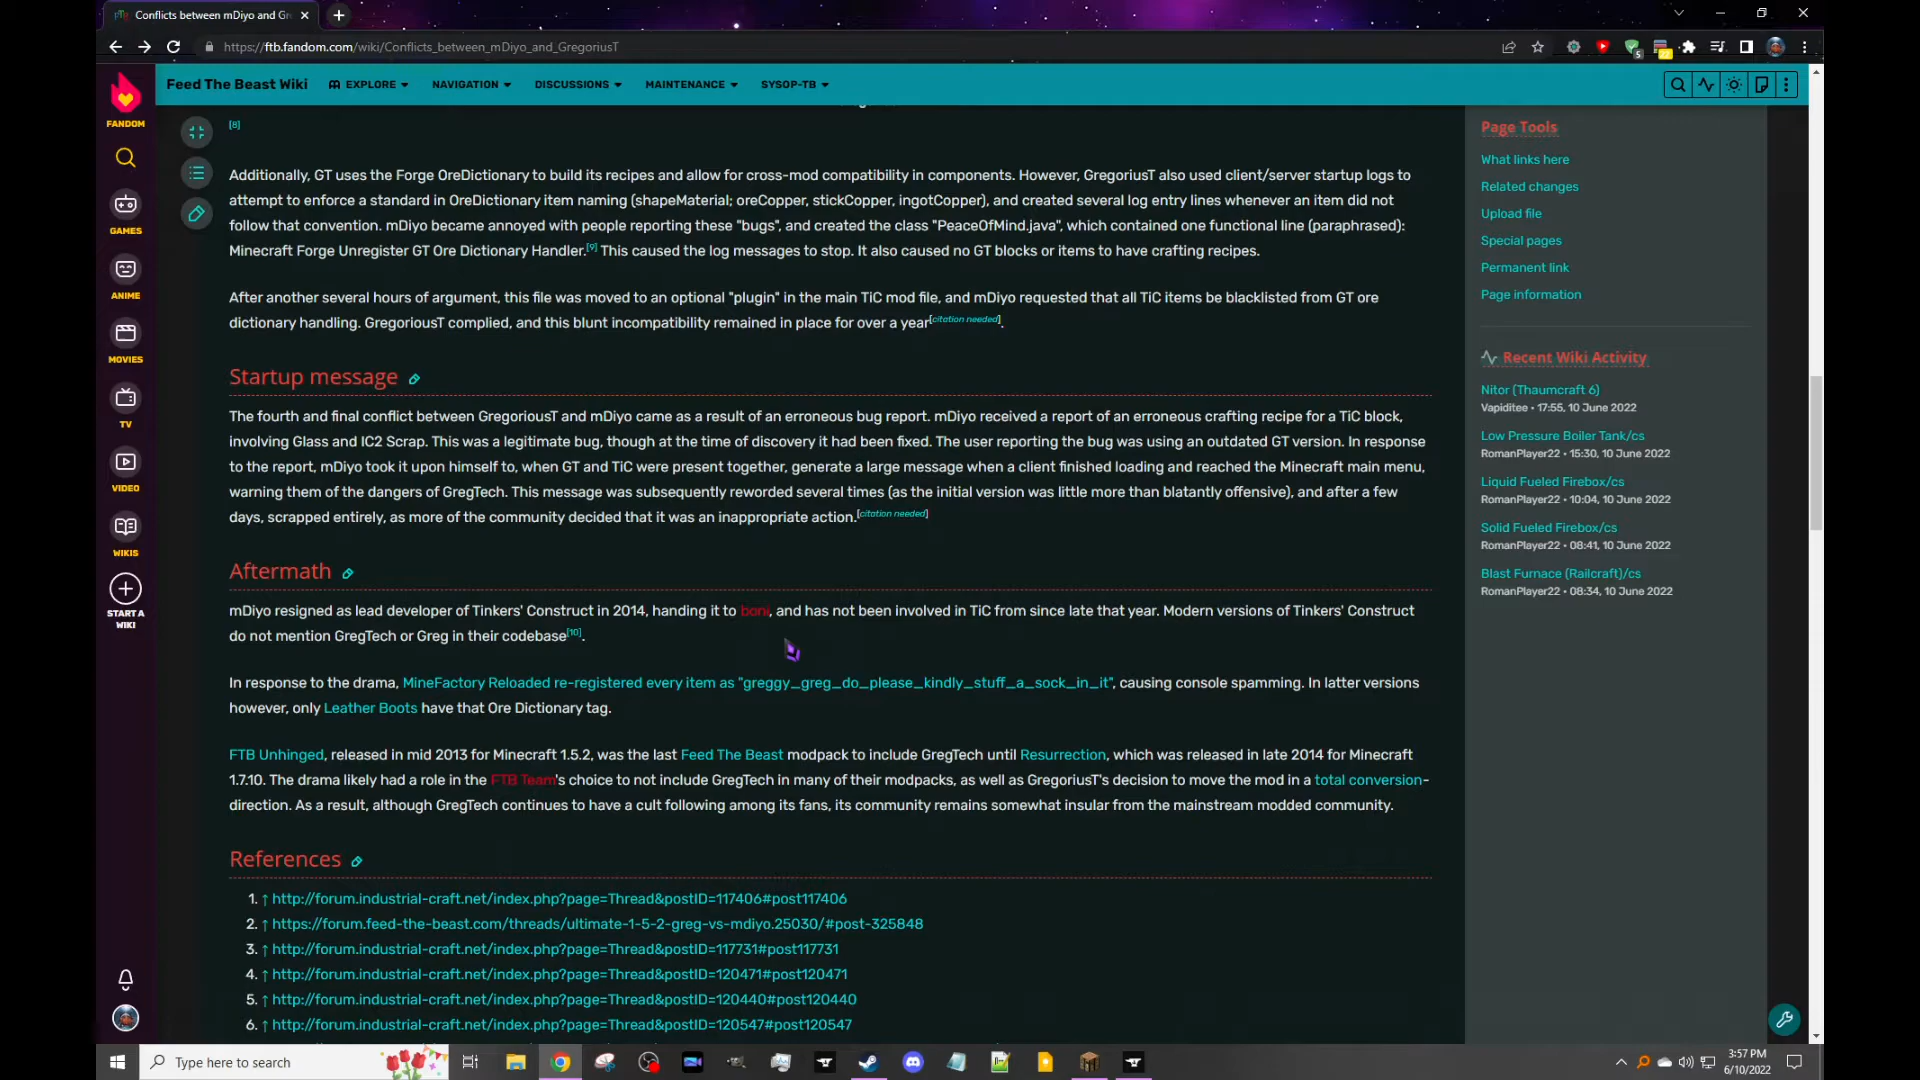 Conflicts between mDiyo and Gre
https://ftb.fandom.com/wiki/Conflicts_between_mDiyo_and_GregoriusT
Feed The Beast Wiki
EXPLORE
NAVIGATION
DISCUSSIONS
MAINTENANCE
SYSOP-TB
FANDOM
GAMES
ANIME
MOVIES
TV
VIDEO
WIKIS
START A
WIKI
[8]
Additionally, GT uses the Forge OreDictionary to build its recipes and allow for cross-mod compatibility in components. However, GregoriusT also used client/server startup logs to
attempt to enforce a standard in OreDictionary item naming (shapeMaterial; oreCopper, stickCopper, ingotCopper), and created several log entry lines whenever an item did not
follow that convention. mDiyo became annoyed with people reporting these "bugs", and created the class "PeaceOfMind.java", which contained one functional line (paraphrased):
Minecraft Forge Unregister GT Ore Dictionary Handler.[9] This caused the log messages to stop. It also caused no GT blocks or items to have crafting recipes.
After another several hours of argument, this file was moved to an optional "plugin" in the main TiC mod file, and mDiyo requested that all TiC items be blacklisted from GT ore
dictionary handling. GregoriousT complied, and this blunt incompatibility remained in place for over a year[citation needed].
Startup message
The fourth and final conflict between GregoriousT and mDiyo came as a result of an erroneous bug report. mDiyo received a report of an erroneous crafting recipe for a TiC block,
involving Glass and IC2 Scrap. This was a legitimate bug, though at the time of discovery it had been fixed. The user reporting the bug was using an outdated GT version. In response
to the report, mDiyo took it upon himself to, when GT and TiC were present together, generate a large message when a client finished loading and reached the Minecraft main menu,
warning them of the dangers of GregTech. This message was subsequently reworded several times (as the initial version was little more than blatantly offensive), and after a few
days, scrapped entirely, as more of the community decided that it was an inappropriate action.[citation needed]
Aftermath
mDiyo resigned as lead developer of Tinkers' Construct in 2014, handing it to boni, and has not been involved in TiC from since late that year. Modern versions of Tinkers' Construct
do not mention GregTech or Greg in their codebase[10].
In response to the drama, MineFactory Reloaded re-registered every item as "greggy_greg_do_please_kindly_stuff_a_sock_in_it", causing console spamming. In latter versions
however, only Leather Boots have that Ore Dictionary tag.
FTB Unhinged, released in mid 2013 for Minecraft 1.5.2, was the last Feed The Beast modpack to include GregTech until Resurrection, which was released in late 2014 for Minecraft
1.7.10. The drama likely had a role in the FTB Team's choice to not include GregTech in many of their modpacks, as well as GregoriusT's decision to move the mod in a total conversion-
direction. As a result, although GregTech continues to have a cult following among its fans, its community remains somewhat insular from the mainstream modded community.
References
1. ↑ http://forum.industrial-craft.net/index.php?page=Thread&postID=117406#post117406
2. ↑ https://forum.feed-the-beast.com/threads/ultimate-1-5-2-greg-vs-mdiyo.25030/#post-325848
3. ↑ http://forum.industrial-craft.net/index.php?page=Thread&postID=117731#post117731
4. ↑ http://forum.industrial-craft.net/index.php?page=Thread&postID=120471#post120471
5. ↑ http://forum.industrial-craft.net/index.php?page=Thread&postID=120440#post120440
6. ↑ http://forum.industrial-craft.net/index.php?page=Thread&postID=120547#post120547
Page Tools
What links here
Related changes
Upload file
Special pages
Permanent link
Page information
Recent Wiki Activity
Nitor (Thaumcraft 6)
Vapiditee • 17:55, 10 June 2022
Low Pressure Boiler Tank/cs
RomanPlayer22 • 15:30, 10 June 2022
Liquid Fueled Firebox/cs
RomanPlayer22 • 10:04, 10 June 2022
Solid Fueled Firebox/cs
RomanPlayer22 • 08:41, 10 June 2022
Blast Furnace (Railcraft)/cs
RomanPlayer22 • 08:34, 10 June 2022
Type here to search
3:57 PM
6/10/2022